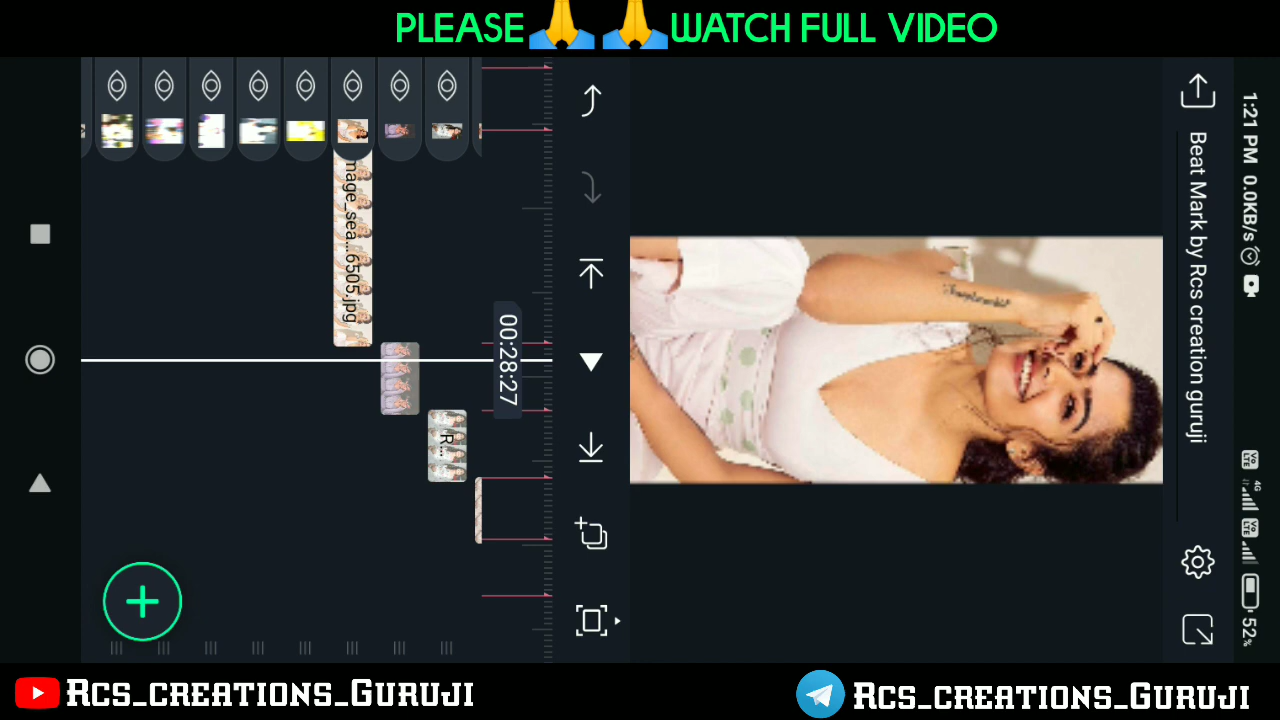 PLEASE🙏 🙏WATCH FULL VIDEO
1:21 PM 0.0KB/s 52%
Beat Mark by Rcs creation guruji
00:28:27
mage_sea...6505.jpg
R...
Rcs_creations_Guruji
Rcs_creations_Guruji